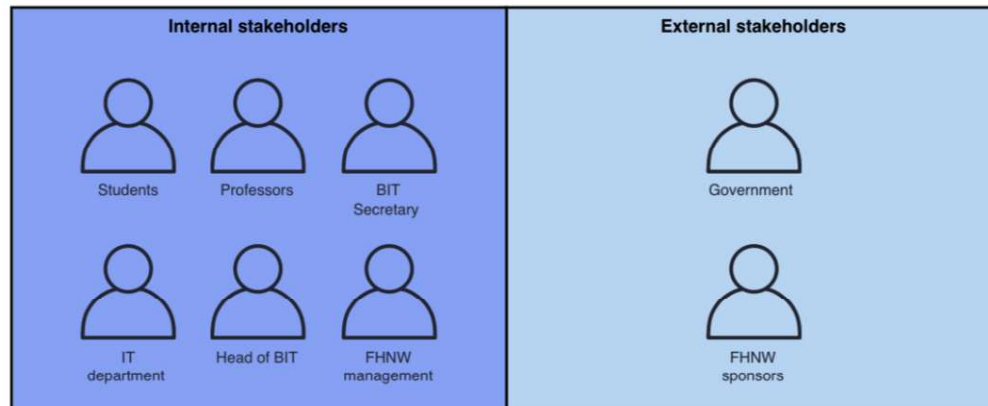 Internal stakeholders
External stakeholders
Students
Professors
BIT
Secretary
Government
IT
department
Head of BIT
FHNW
management
FHNW
sponsors